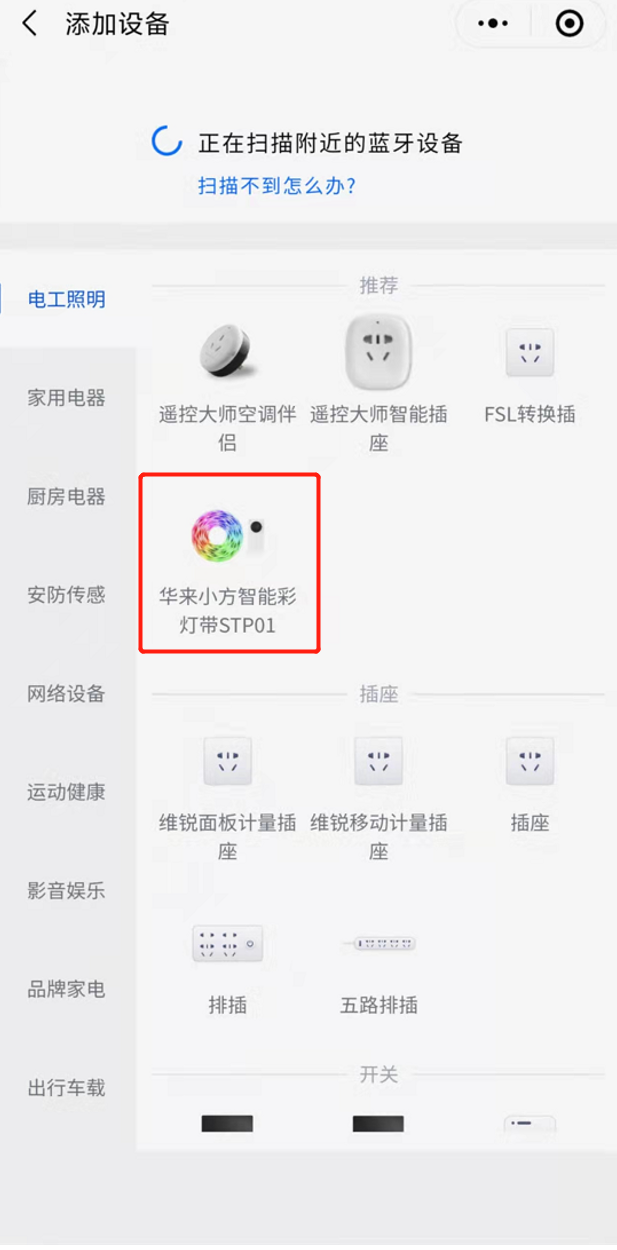 添加设备
正在扫描附近的蓝牙设备
扫描不到怎么办?
电工照明
家用电器
厨房电器
安防传感
网络设备
运动健康
影音娱乐
品牌家电
出行车载
推荐
遥控大师空调伴
侣
遥控大师智能插
座
FSL转换插
华来小方智能彩
灯带STP01
插座
维锐面板计量插
座
维锐移动计量插
座
插座
排插
五路排插
开关